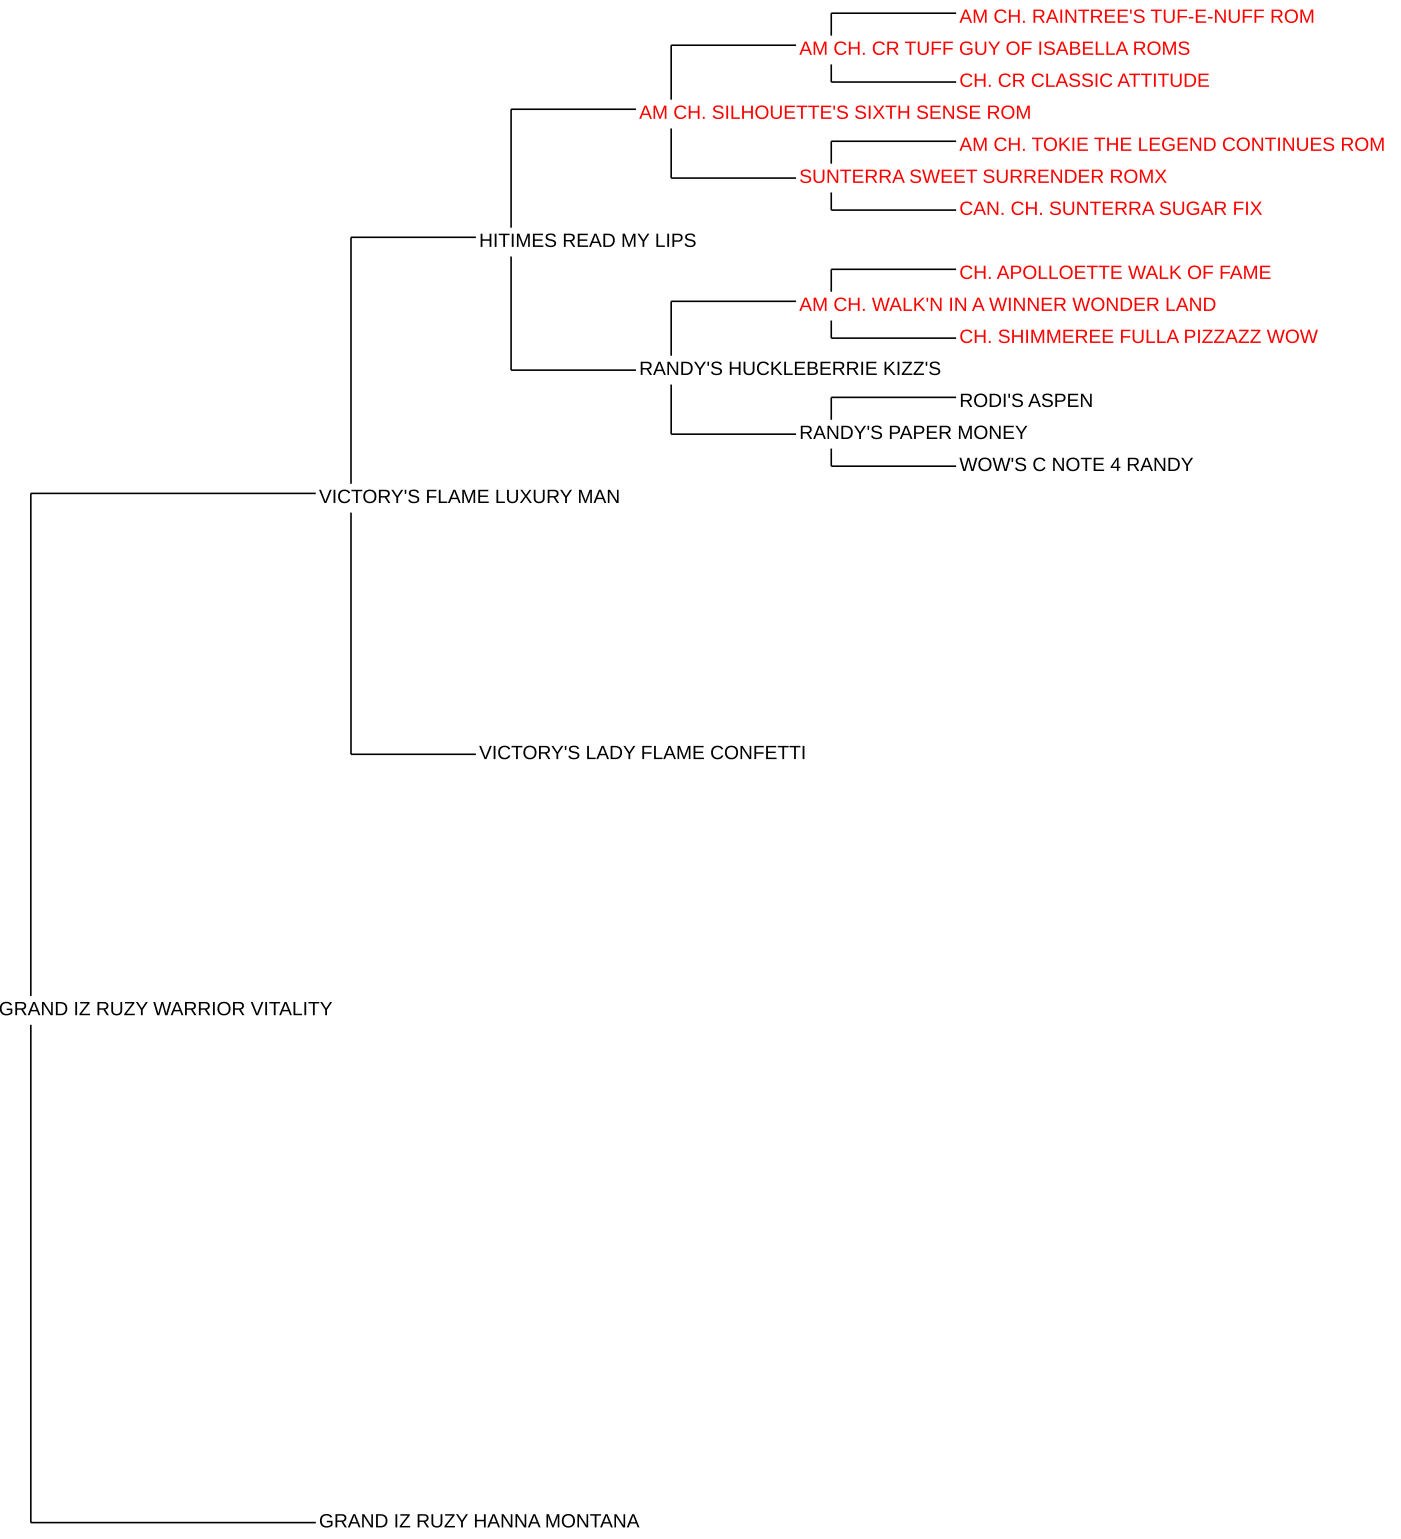 AM CH. RAINTREE'S TUF-E-NUFF ROM
AM CH. CR TUFF GUY OF ISABELLA ROMS
CH. CR CLASSIC ATTITUDE
AM CH. SILHOUETTE'S SIXTH SENSE ROM
AM CH. TOKIE THE LEGEND CONTINUES ROM
SUNTERRA SWEET SURRENDER ROMX
CAN. CH. SUNTERRA SUGAR FIX
HITIMES READ MY LIPS
CH. APOLLOETTE WALK OF FAME
AM CH. WALK'N IN A WINNER WONDER LAND
CH. SHIMMEREE FULLA PIZZAZZ WOW
RANDY'S HUCKLEBERRIE KIZZ'S
RODI'S ASPEN
RANDY'S PAPER MONEY
WOW'S C NOTE 4 RANDY
VICTORY'S FLAME LUXURY MAN
VICTORY'S LADY FLAME CONFETTI
GRAND IZ RUZY WARRIOR VITALITY
GRAND IZ RUZY HANNA MONTANA